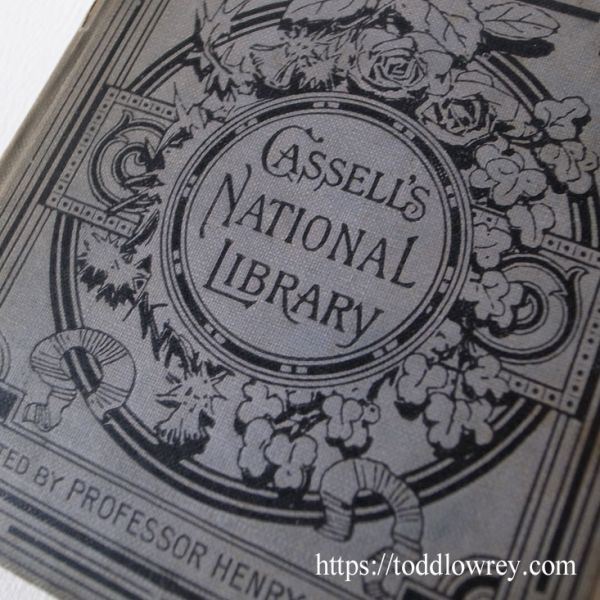 CASSELL'S
NATIONAL
LIBRARY
TED BY PROFESSOR HENRY
https://toddlowrey.com